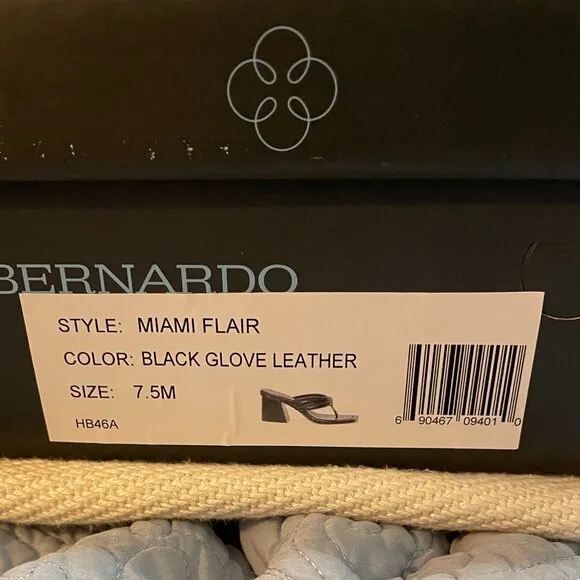 BERNARDO
STYLE: MIAMI FLAIR
COLOR: BLACK GLOVE LEATHER
SIZE: 7.5M
HB46A
6 90467 09401 0